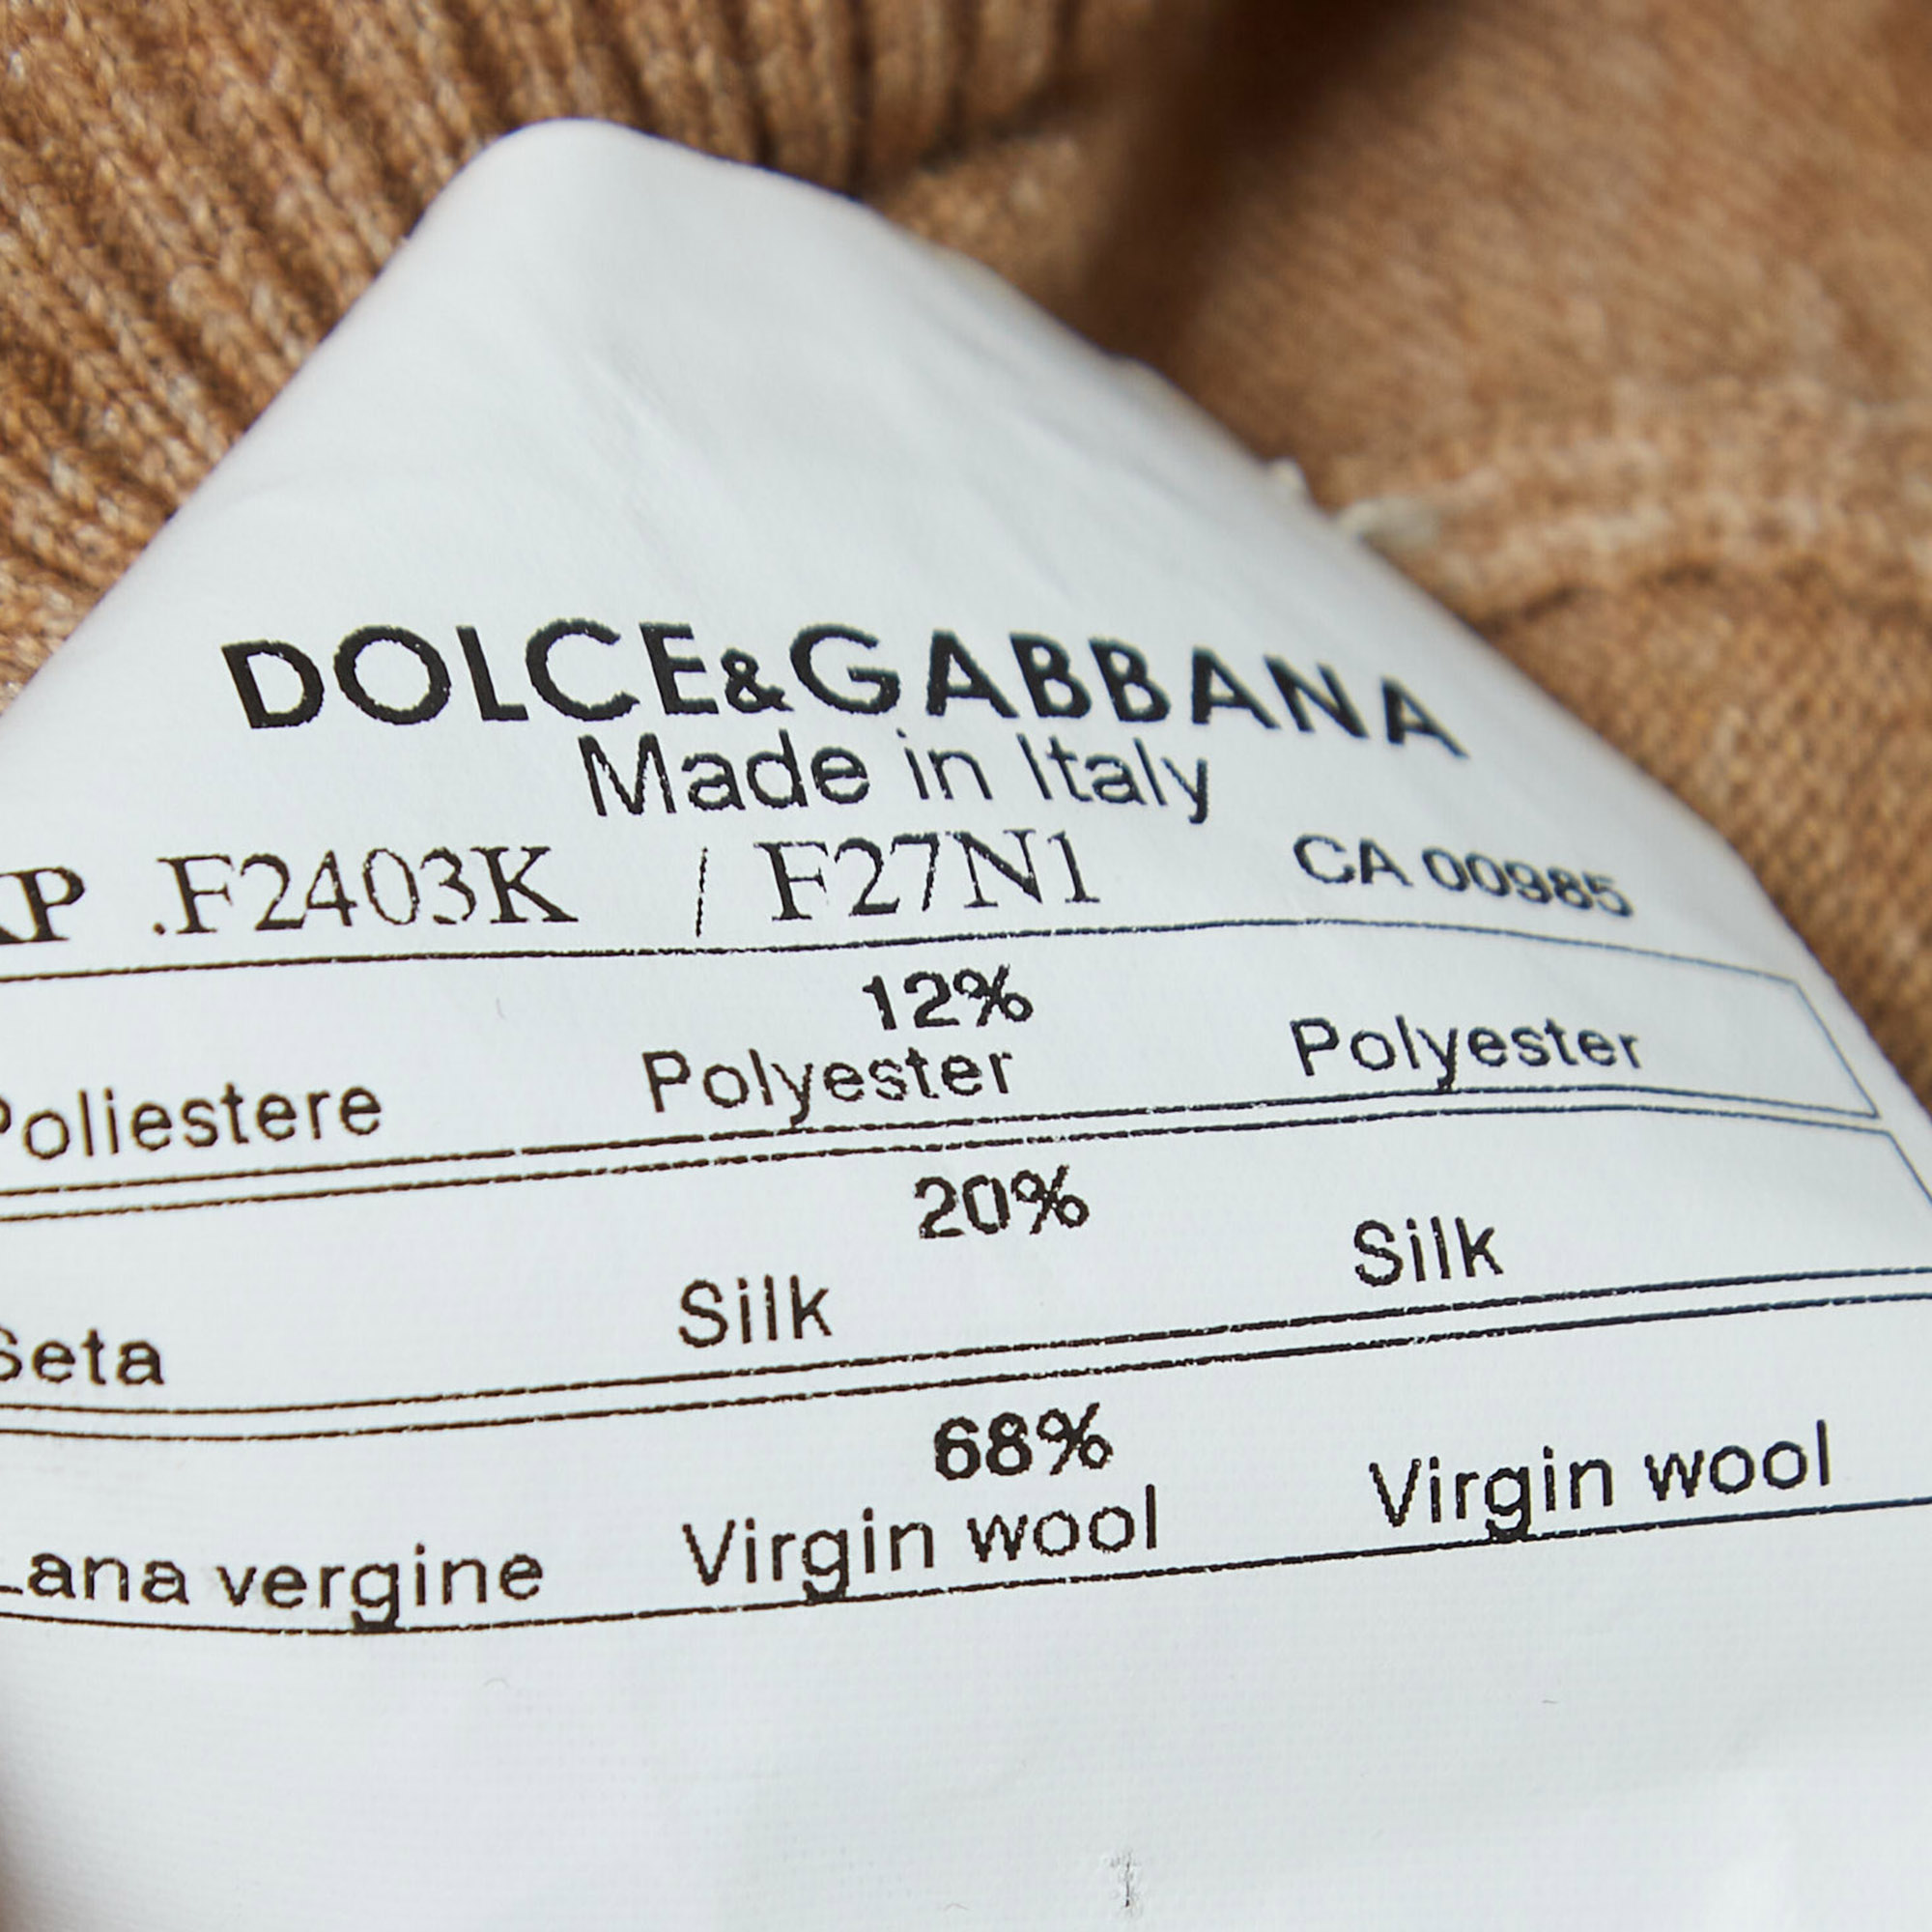 DOLCE&GABBANA
Made in Italy
P .F2403K / F27N1 CA 00985
12%
Poliestere Polyester Polyester
20%
Seta Silk Silk
68%
Lana vergine Virgin wool Virgin wool